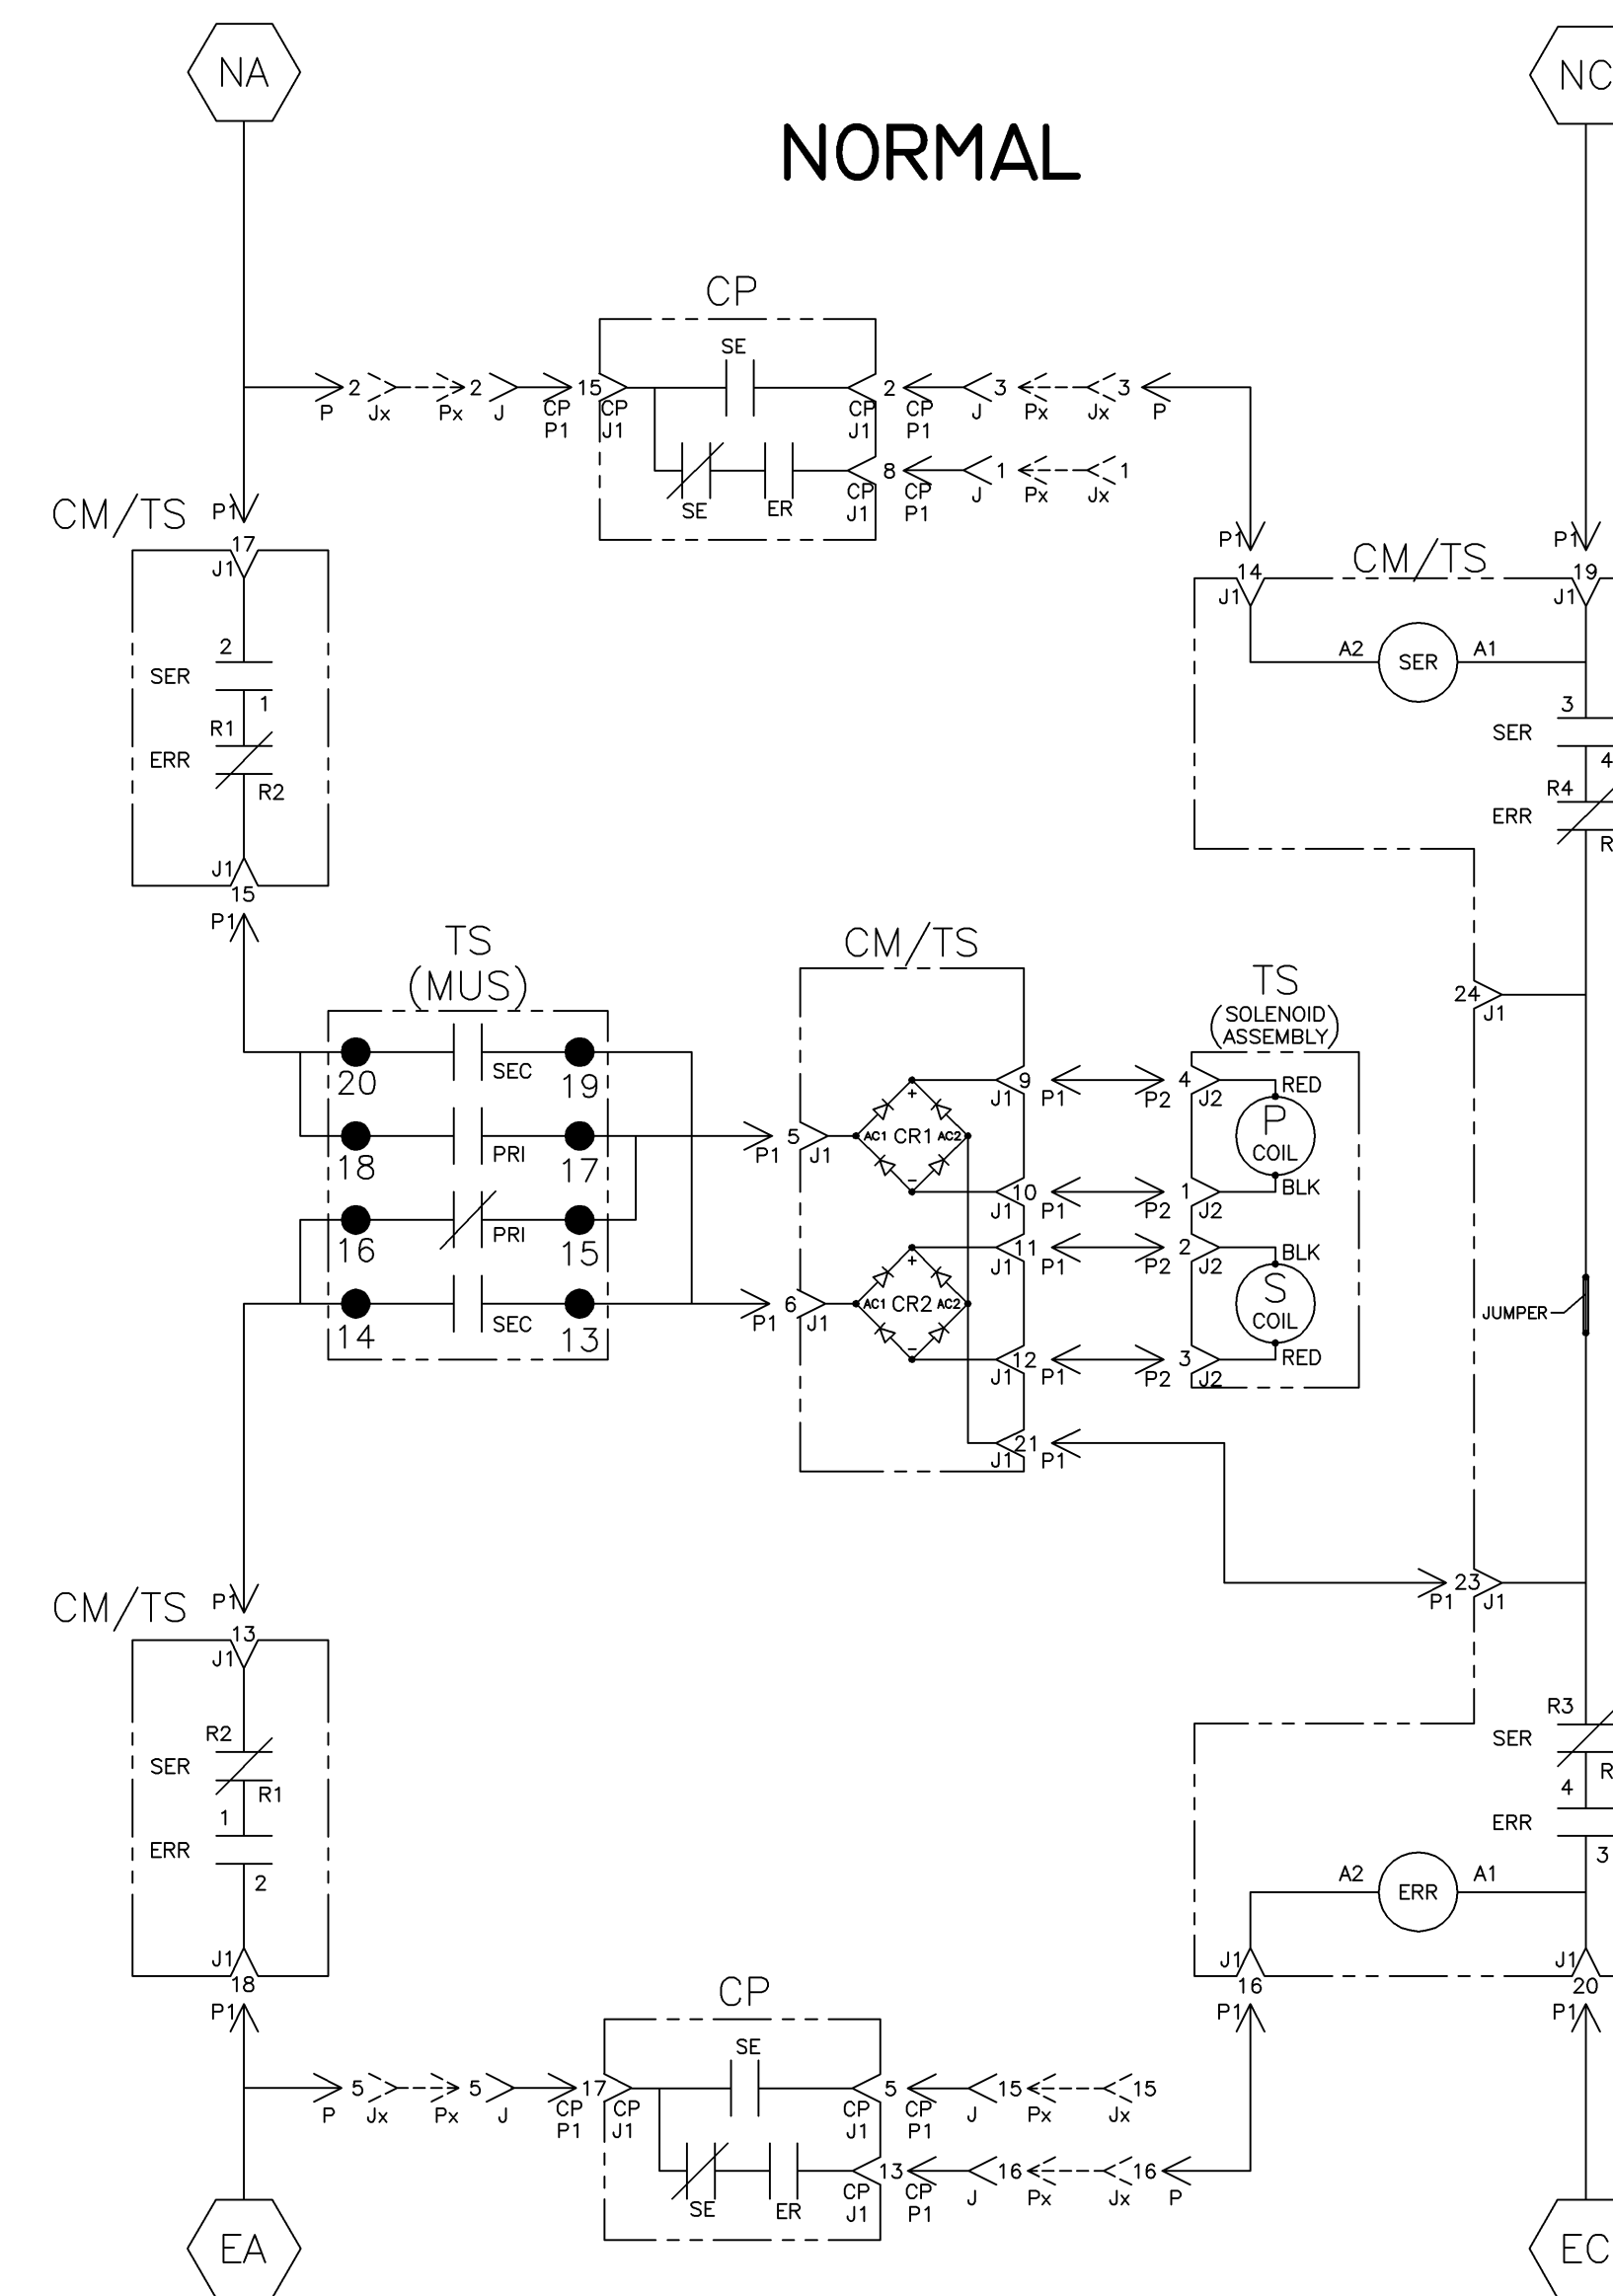 NA
NC
NORMAL
CP
SE
2 2 15 2 3 3
P Jx Px J CP P1 CP J1 CP J1 CP P1 J Px Jx P
8 1 1
SE ER CP J1 CP P1 J Px Jx
CM/TS P1
17
J1
2
SER
1
R1
ERR
R2
J1
15
P1
P1 CM/TS P1
14 19
J1 J1
A2 SER A1
3
SER
4
R4
ERR
R
TS
(MUS)
CM/TS
TS
(SOLENOID ASSEMBLY)
24
J1
20 SEC 19
18 PRI 17
16 PRI 15
14 SEC 13
P1 5 J1
AC1 CR1 AC2
+
-
P1 6 J1
AC1 CR2 AC2
+
-
9 J1 P1 P2 4 J2 RED
P
COIL
10 J1 P1 P2 1 J2 BLK
11 J1 P1 P2 2 J2 BLK
S
COIL
12 J1 P1 P2 3 J2 RED
21 J1 P1
JUMPER
P1 23 J1
CM/TS P1
13
J1
R2
SER
R1
1
ERR
2
J1
18
P1
R3
SER
R
4
ERR
3
A2 ERR A1
J1 J1
16 20
P1 P1
CP
SE
5 5 17 5 15 15
P Jx Px J CP P1 CP J1 CP J1 CP P1 J Px Jx
13 16 16
SE ER CP J1 CP P1 J Px Jx P
EA
EC